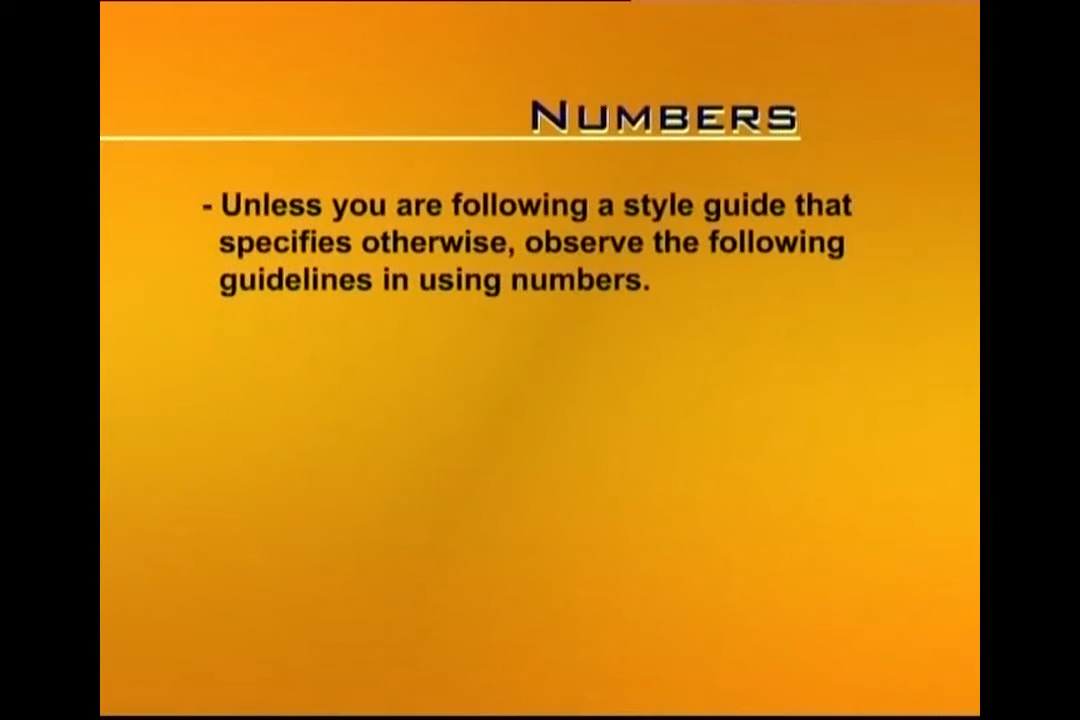 NUMBERS
- Unless you are following a style guide that
specifies otherwise, observe the following
guidelines in using numbers.